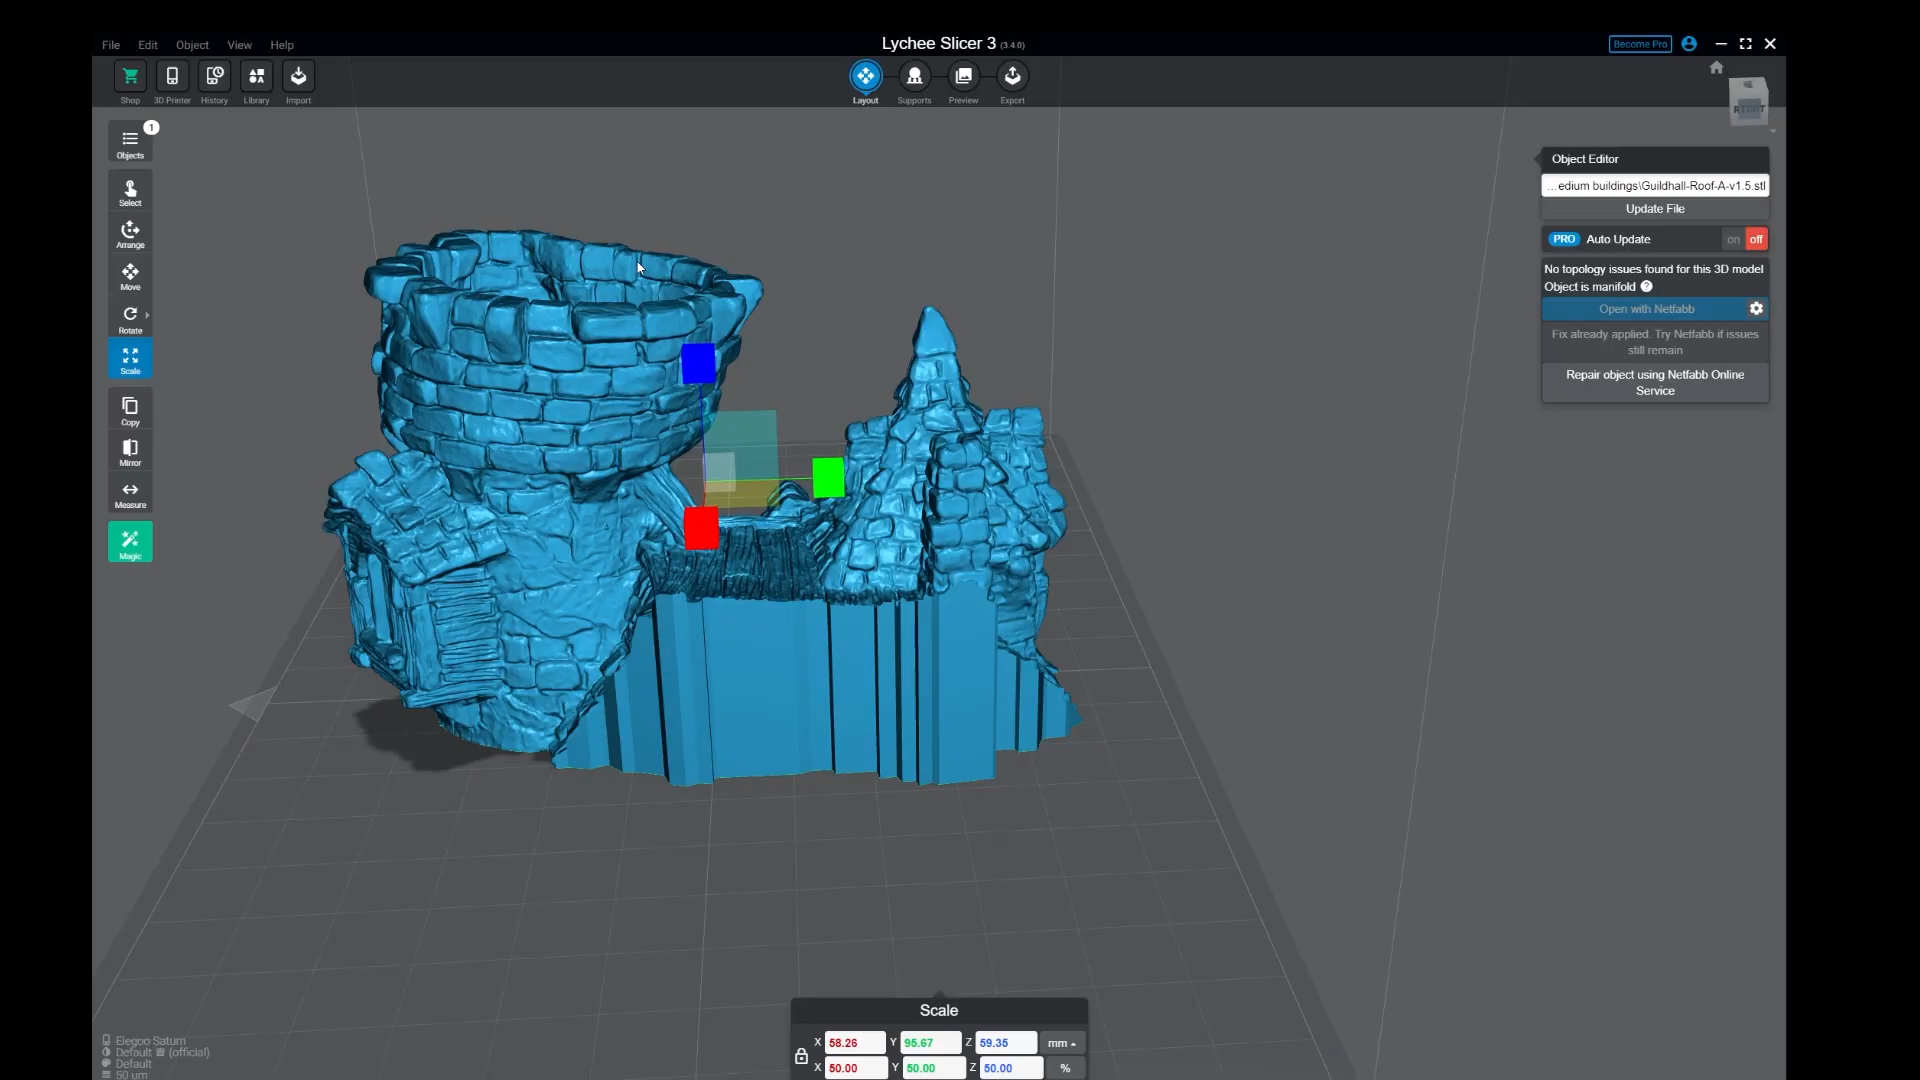 File Edit Object View Help
Lychee Slicer 3 (3.4.0)
Become Pro
Shop 3D Printer History Library Import
Layout Supports Preview Export
RIGHT
1
Objects
Select
Arrange
Move
Rotate
Scale
Copy
Mirror
Measure
Magic
Object Editor
...edium buildings\Guildhall-Roof-A-v1.5.stl
Update File
PRO Auto Update on off
No topology issues found for this 3D model
Object is manifold ?
Open with Netfabb
Fix already applied. Try Netfabb if issues
still remain
Repair object using Netfabb Online
Service
Scale
X 58.26 Y 95.67 Z 59.35 mm
X 50.00 Y 50.00 Z 50.00 %
Elegoo Saturn
Default (official)
Default
50 um